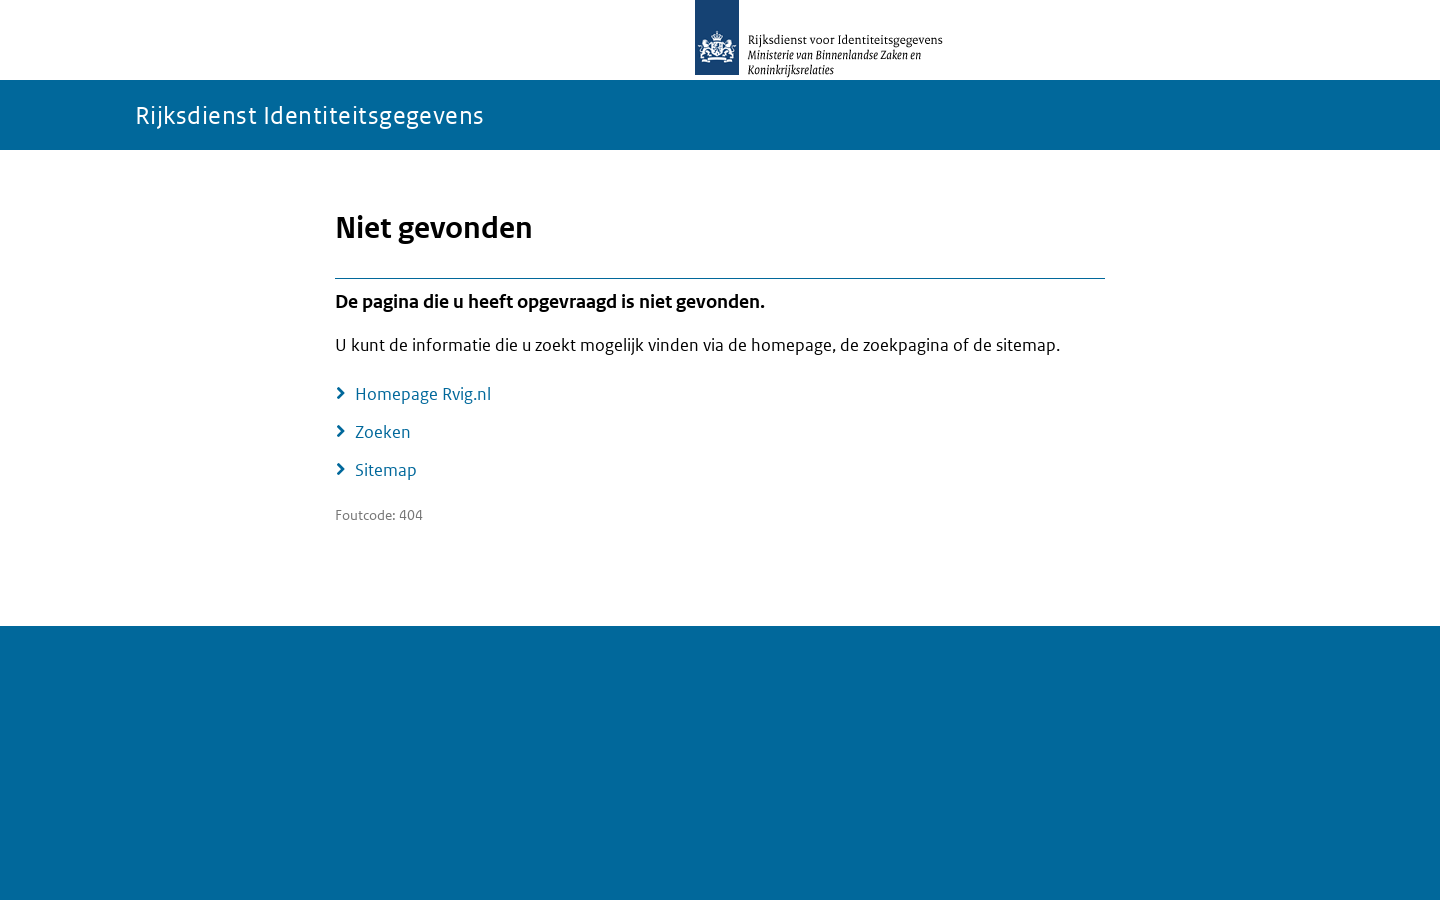 Rijksdienst voor Identiteitsgegevens
Ministerie van Binnenlandse Zaken en
Koninkrijksrelaties
Rijksdienst Identiteitsgegevens
Niet gevonden
De pagina die u heeft opgevraagd is niet gevonden.
U kunt de informatie die u zoekt mogelijk vinden via de homepage, de zoekpagina of de sitemap.
Homepage Rvig.nl
Zoeken
Sitemap
Foutcode: 404